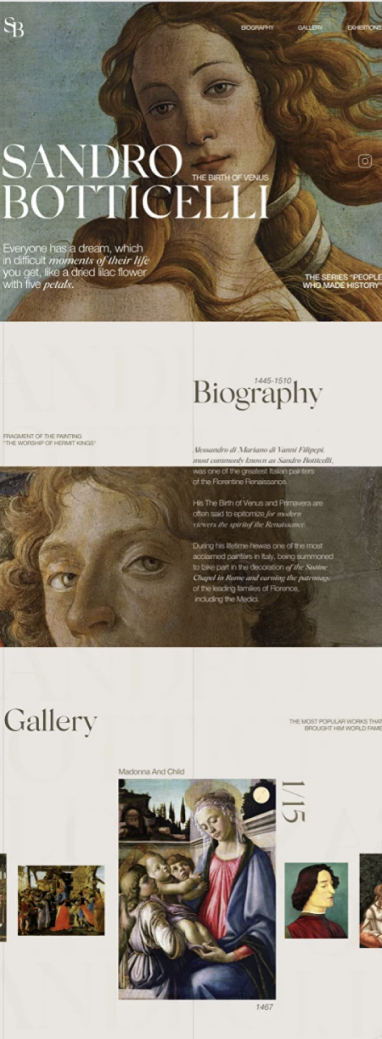 SB
BIOGRAPHY
GALLERY
EXHIBITIONS
SANDRO
BOTTICELLI
THE BIRTH OF VENUS
Everyone has a dream, which
in difficult moments of their life
you get, like a dried lilac flower
with five petals.
THE SERIES "PEOPLE
WHO MADE HISTORY"
1445-1510
Biography
FRAGMENT OF THE PAINTING
"THE WORSHIP OF HERMIT KINGS"
Alessandro di Mariano di Vanni Filipepi,
most commonly known as Sandro Botticelli,
was one of the greatest Italian painters
of the Florentine Renaissance.
His The Birth of Venus and Primavera are
often said to epitomize for modern
viewers the spirit of the Renaissance.
During his lifetime he was one of the most
acclaimed painters in Italy, being summoned
to take part in the decoration of the Sistine
Chapel in Rome and earning the patronage
of the leading families of Florence,
including the Medici.
Gallery
THE MOST POPULAR WORKS THAT
BROUGHT HIM WORLD FAME
Madonna And Child
1/15
1467